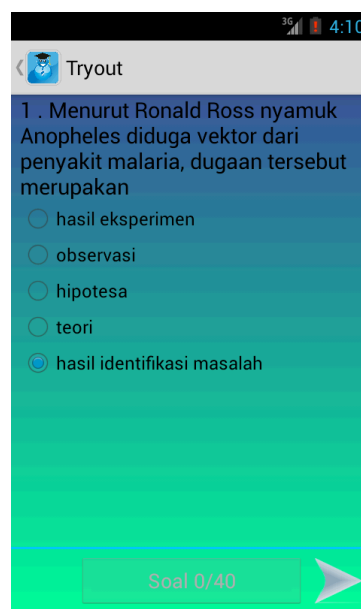 3G 4:10
Tryout
1 . Menurut Ronald Ross nyamuk
Anopheles diduga vektor dari
penyakit malaria, dugaan tersebut
merupakan
hasil eksperimen
observasi
hipotesa
teori
hasil identifikasi masalah
Soal 0/40